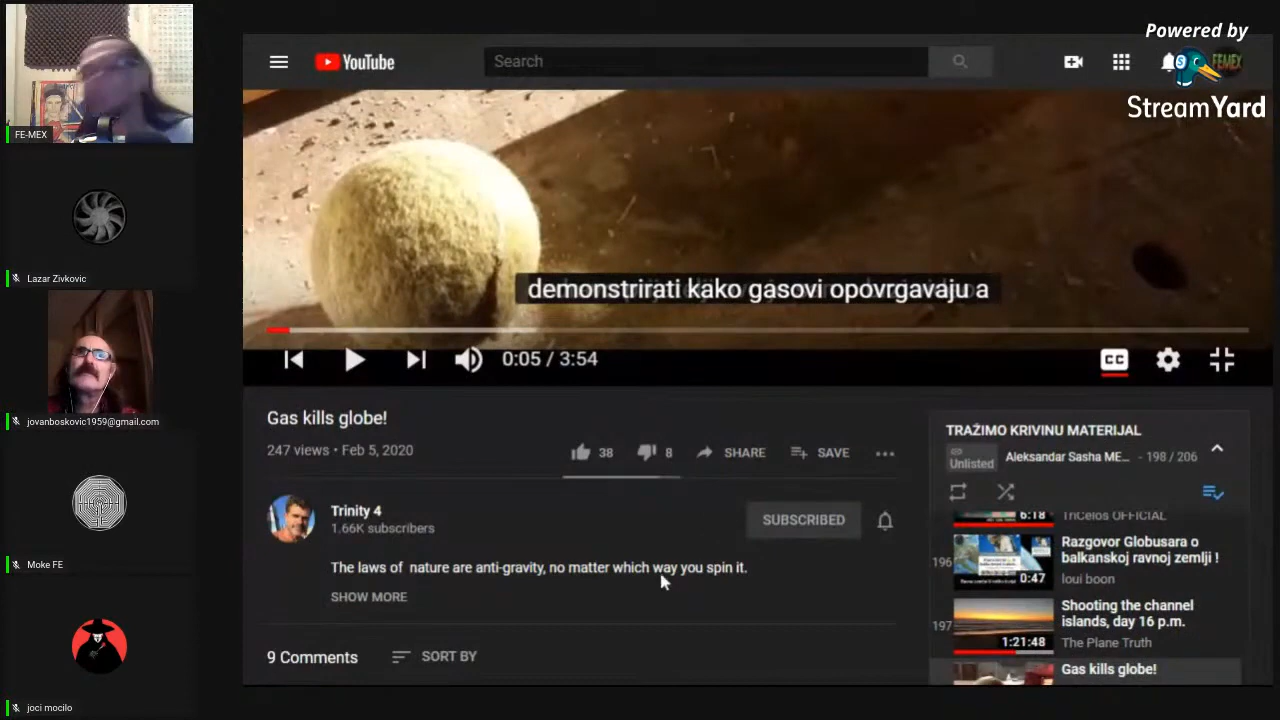 Powered by
StreamYard
FE-MEX
Lazar Zivkovic
jovanboskovic1959@gmail.com
Moke FE
joci mocilo
YouTube
Search
FEMEX
demonstrirati kako gasovi opovrgavaju a
0:05 / 3:54
CC
Gas kills globe!
247 views • Feb 5, 2020
38
8
SHARE
SAVE
Trinity 4
1.66K subscribers
SUBSCRIBED
The laws of nature are anti-gravity, no matter which way you spin it.
SHOW MORE
9 Comments
SORT BY
TRAŽIMO KRIVINU MATERIJAL
Unlisted
Aleksandar Sasha ME... - 198 / 206
6:18
TriCelos OFFICIAL
196
Razgovor Globusara o
balkanskoj ravnoj zemlji !
0:47
loui boon
197
Shooting the channel
islands, day 16 p.m.
1:21:48
The Plane Truth
Gas kills globe!